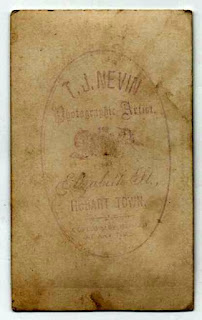 T.J. NEVIN
Photographic Artist,
Elizabeth St.
HOBART TOWN.